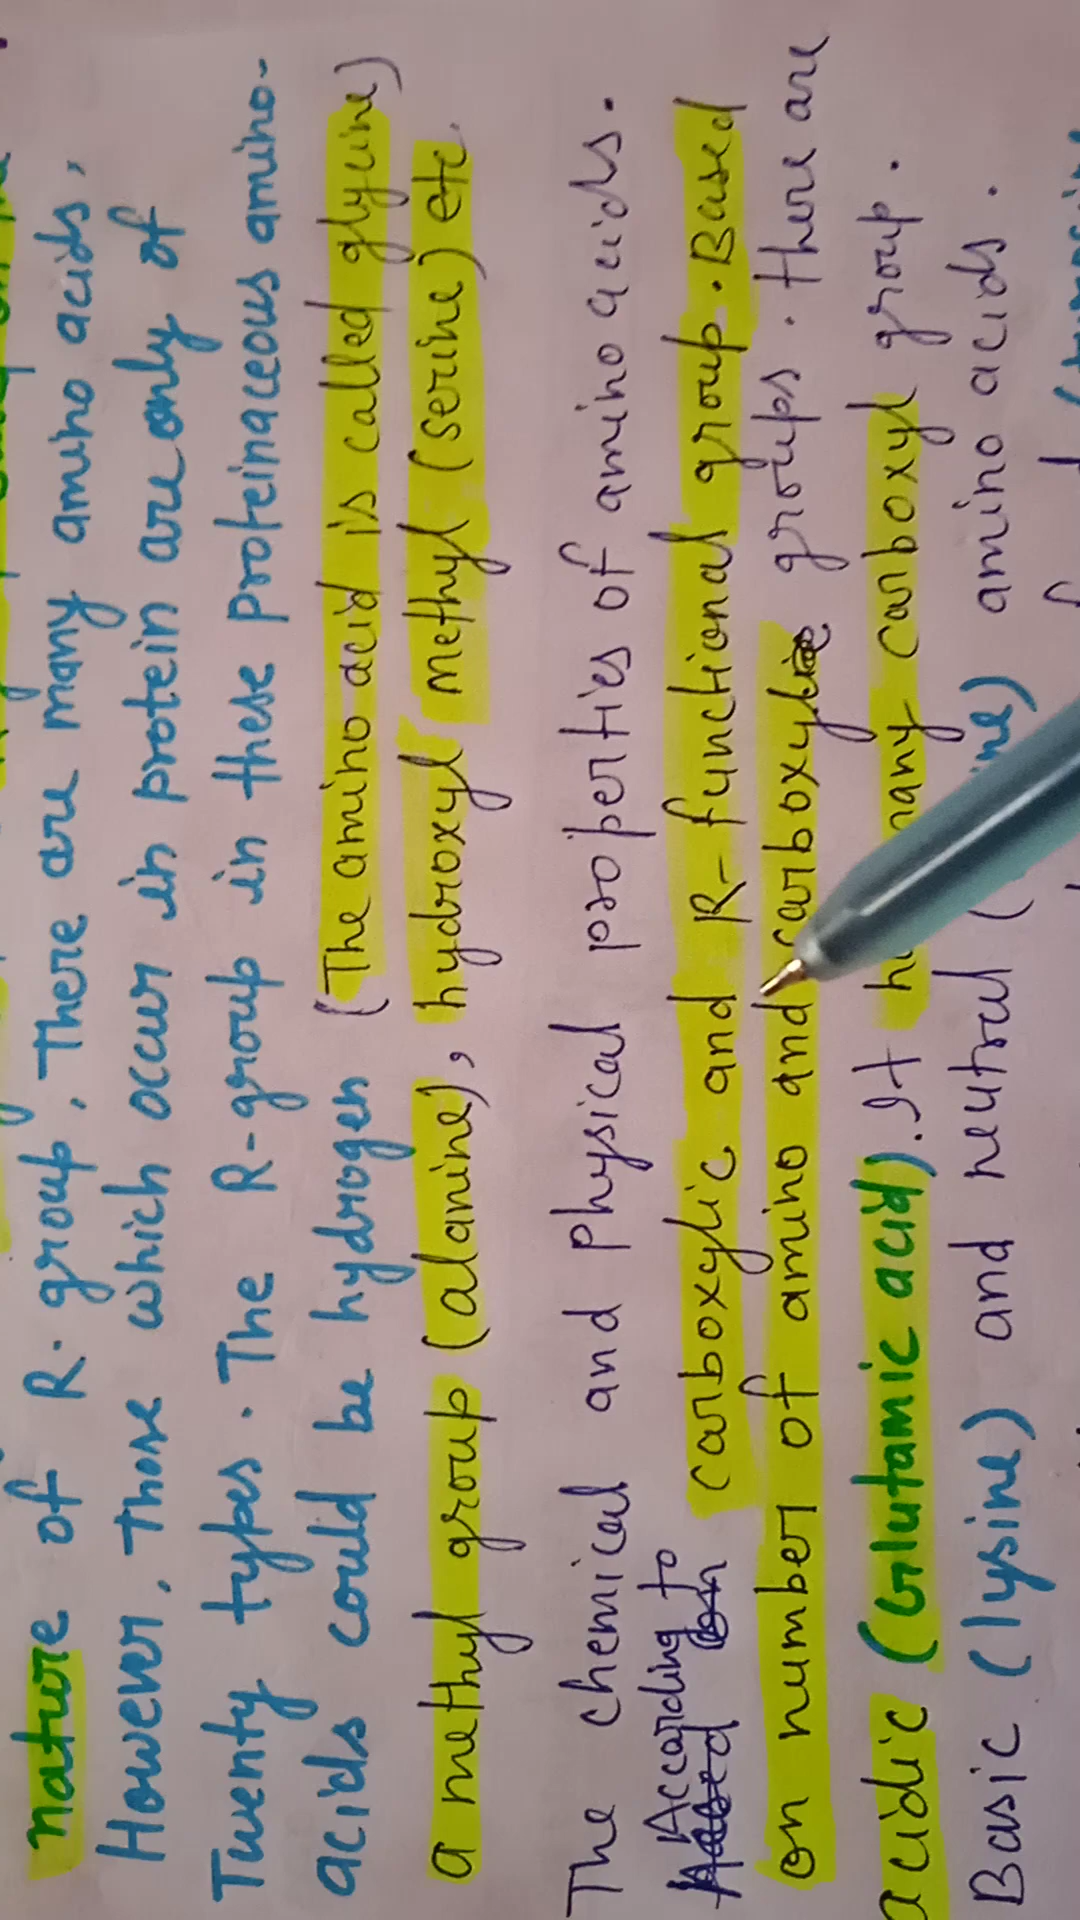 nature of R-group. There are many amino acids,
However, those which occur in protein are only of
Twenty types. The R-group in these proteinaceous amino-
acids could be hydrogen (The amino acid is called glycine)
a methyl group (alanine), hydroxyl methyl (serine) etc.
The chemical and physical properties of amino acids.
According to
carboxylic and R-functional group. Based
on number of amino and carboxylic groups. there are
acidic (Glutamic acid). It many carboxyl group.
Basic (lysine) and neutral ( ) amino acids.